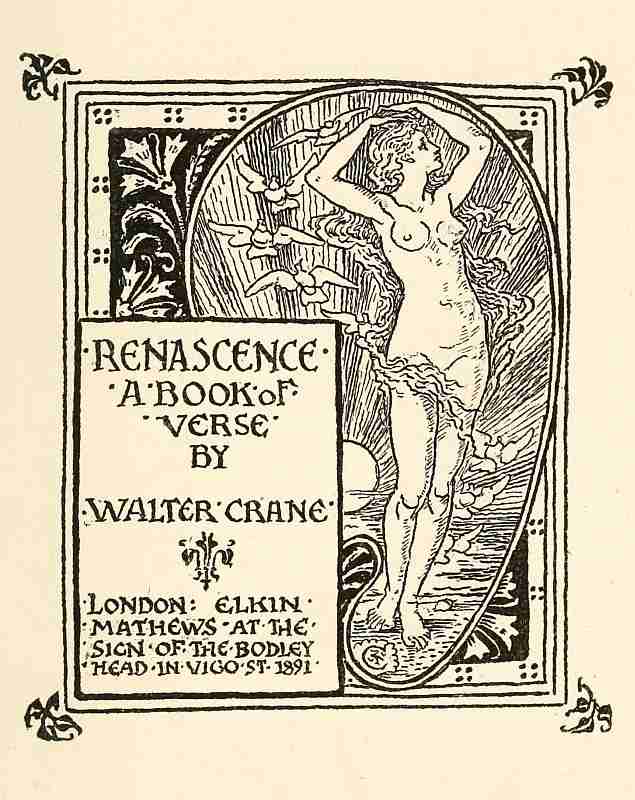 ·RENASCENCE·
·A·BOOK·OF·
·VERSE·
BY
·WALTER·CRANE·
·LONDON: ELKIN·
·MATHEWS·AT·THE·
SIGN·OF·THE·BODLEY
HEAD·IN·VIGO·ST·1891·